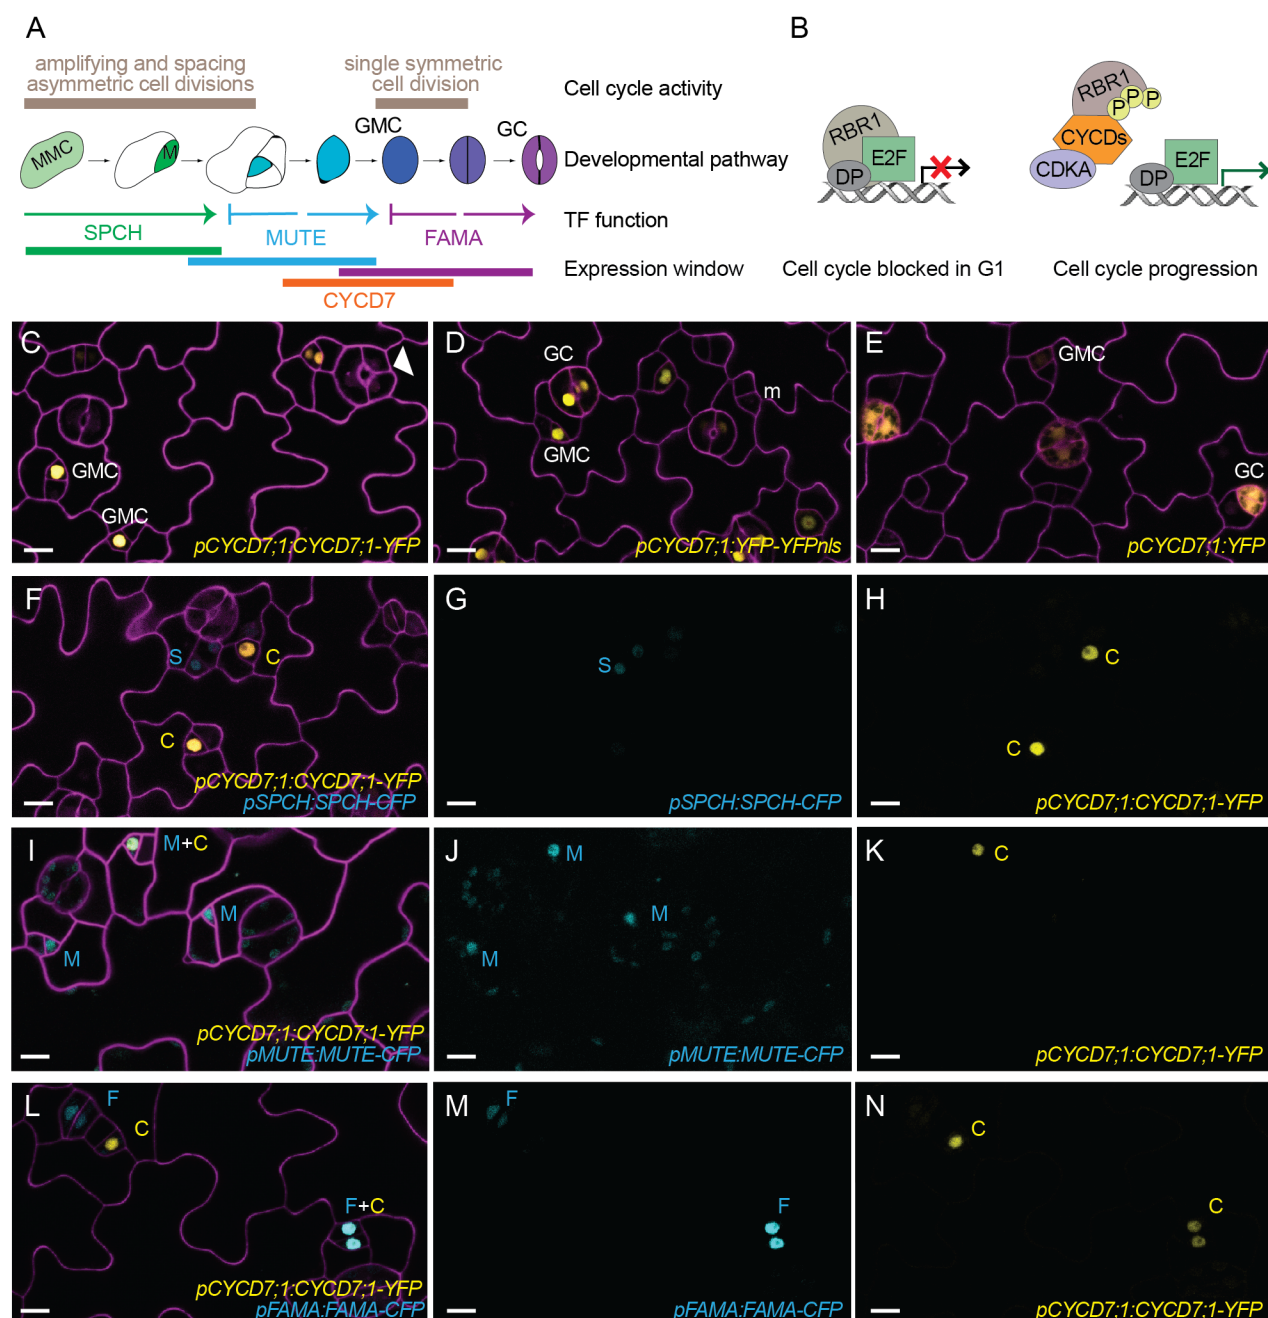 A
amplifying and spacing
asymmetric cell divisions
single symmetric
cell division
Cell cycle activity
MMC
M
GMC
GC
Developmental pathway
SPCH
MUTE
FAMA
TF function
Expression window
CYCD7
B
RBR1
E2F
DP
RBR1
P
P
P
CYCDs
CDKA
E2F
DP
Cell cycle blocked in G1
Cell cycle progression
C
GMC
GMC
pCYCD7;1:CYCD7;1-YFP
D
GC
m
GMC
pCYCD7;1:YFP-YFPnls
E
GMC
GC
pCYCD7;1:YFP
F
S
C
C
pCYCD7;1:CYCD7;1-YFP
pSPCH:SPCH-CFP
G
S
pSPCH:SPCH-CFP
H
C
C
pCYCD7;1:CYCD7;1-YFP
I
M+C
M
M
pCYCD7;1:CYCD7;1-YFP
pMUTE:MUTE-CFP
J
M
M
M
pMUTE:MUTE-CFP
K
C
pCYCD7;1:CYCD7;1-YFP
L
F
C
F+C
pCYCD7;1:CYCD7;1-YFP
pFAMA:FAMA-CFP
M
F
F
pFAMA:FAMA-CFP
N
C
C
pCYCD7;1:CYCD7;1-YFP